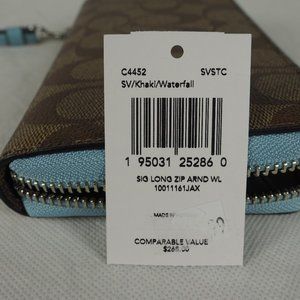 C4452 SVSTC
SV/Khaki/Waterfall
1 95031 25286 0
SIG LONG ZIP ARND WL
10011161JAX
MADE IN
COMPARABLE VALUE